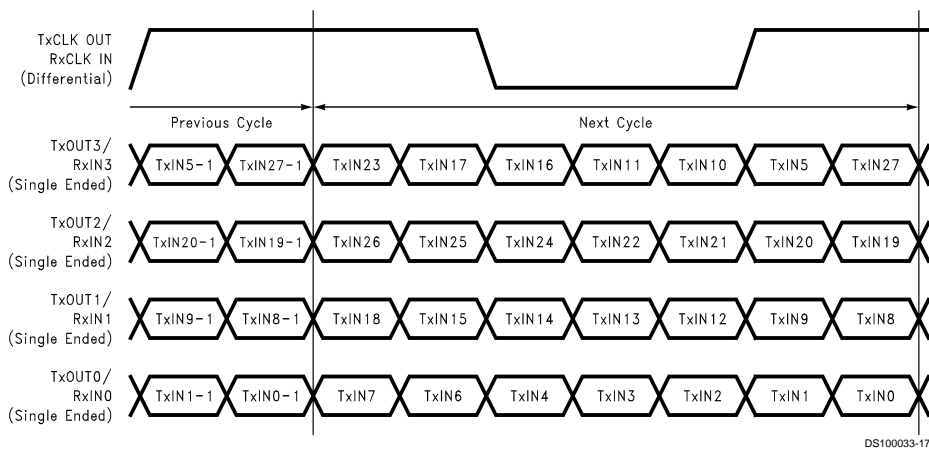 TxCLK OUT
RxCLK IN
(Differential)
Previous Cycle
Next Cycle
TxOUT3/
RxIN3
(Single Ended)
TxIN5-1 TxIN27-1 TxIN23 TxIN17 TxIN16 TxIN11 TxIN10 TxIN5 TxIN27
TxOUT2/
RxIN2
(Single Ended)
TxIN20-1 TxIN19-1 TxIN26 TxIN25 TxIN24 TxIN22 TxIN21 TxIN20 TxIN19
TxOUT1/
RxIN1
(Single Ended)
TxIN9-1 TxIN8-1 TxIN18 TxIN15 TxIN14 TxIN13 TxIN12 TxIN9 TxIN8
TxOUT0/
RxIN0
(Single Ended)
TxIN1-1 TxIN0-1 TxIN7 TxIN6 TxIN4 TxIN3 TxIN2 TxIN1 TxIN0
DS100033-17